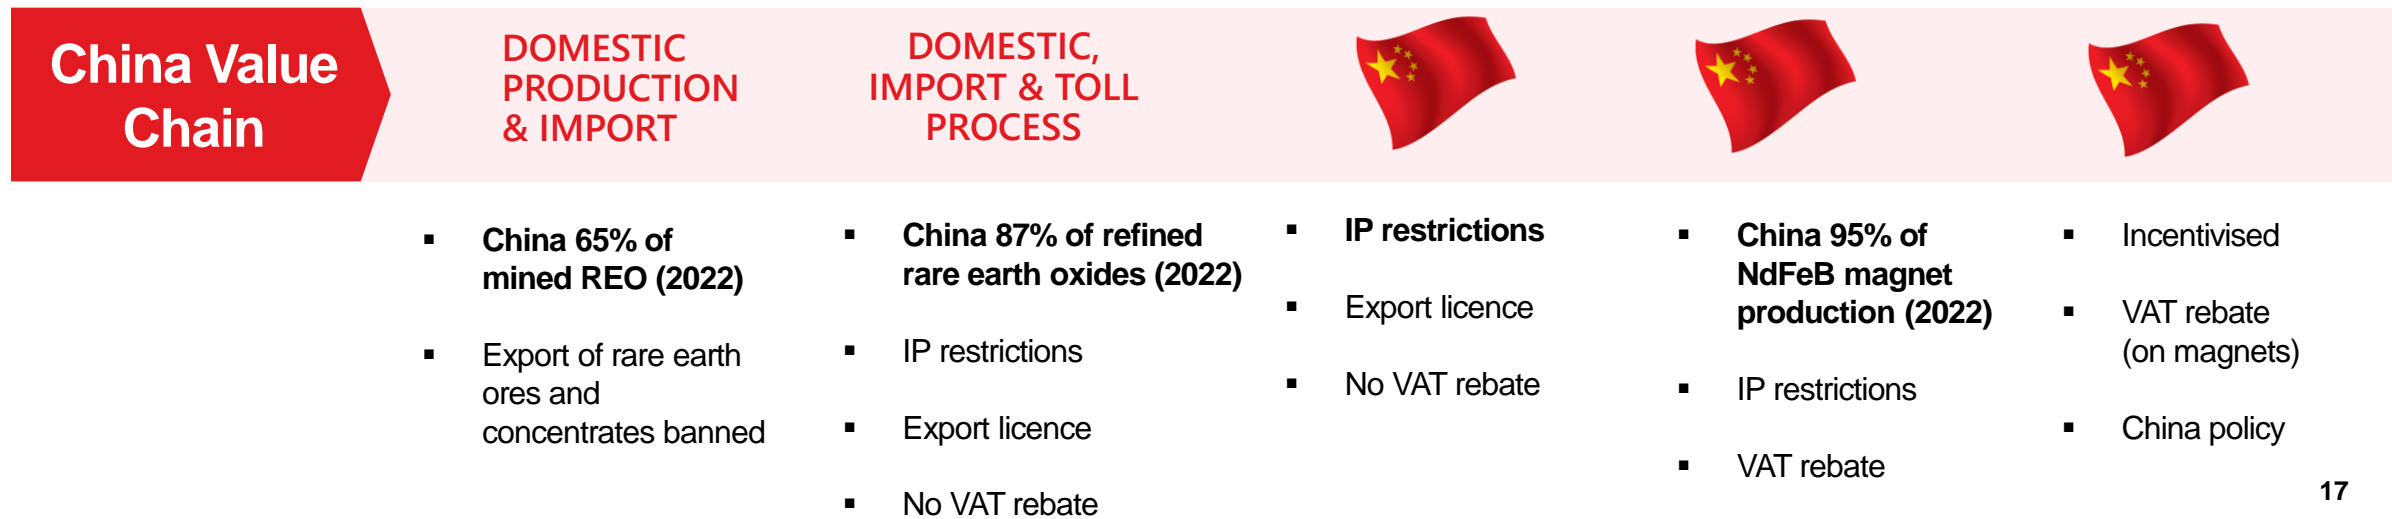 China Value
Chain
DOMESTIC
PRODUCTION
& IMPORT
DOMESTIC,
IMPORT & TOLL
PROCESS
▪ China 65% of
mined REO (2022)
▪ Export of rare earth
ores and
concentrates banned
▪ China 87% of refined
rare earth oxides (2022)
▪ IP restrictions
▪ Export licence
▪ No VAT rebate
▪ IP restrictions
▪ Export licence
▪ No VAT rebate
▪ China 95% of
NdFeB magnet
production (2022)
▪ IP restrictions
▪ VAT rebate
▪ Incentivised
▪ VAT rebate
(on magnets)
▪ China policy
17